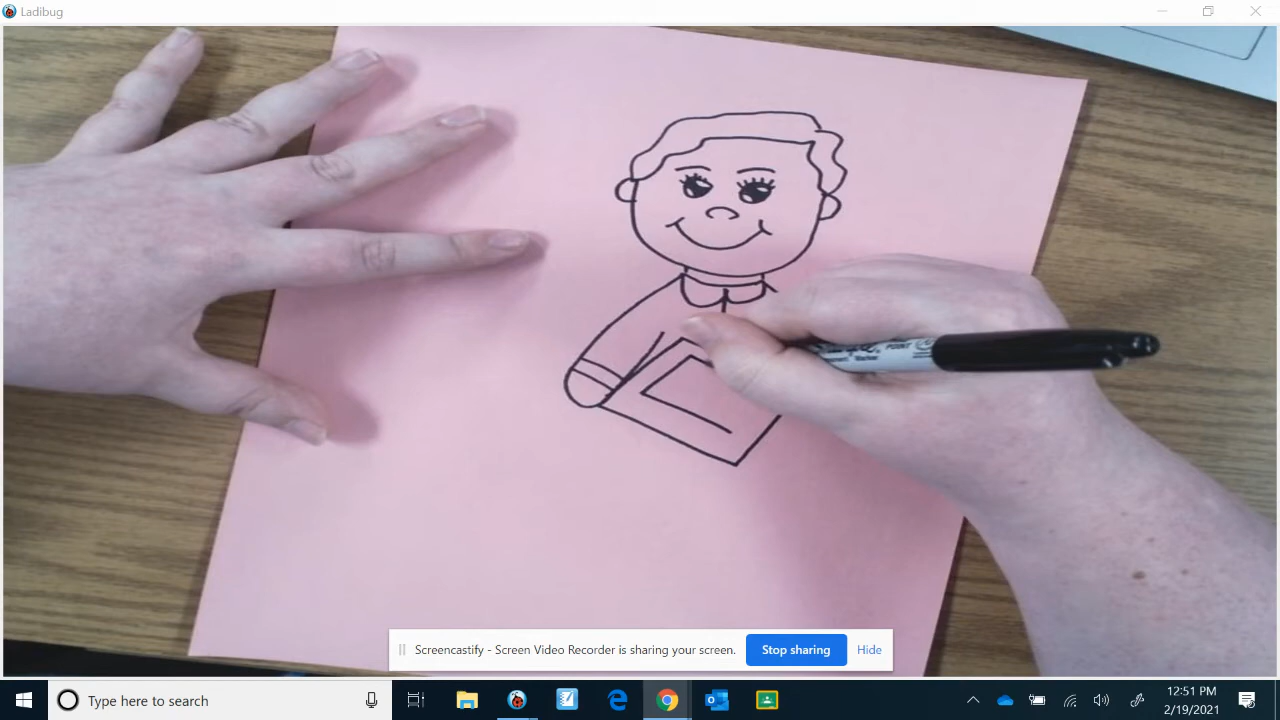 Ladibug
POINT
Screencastify - Screen Video Recorder is sharing your screen.
Stop sharing
Hide
Type here to search
12:51 PM
2/19/2021